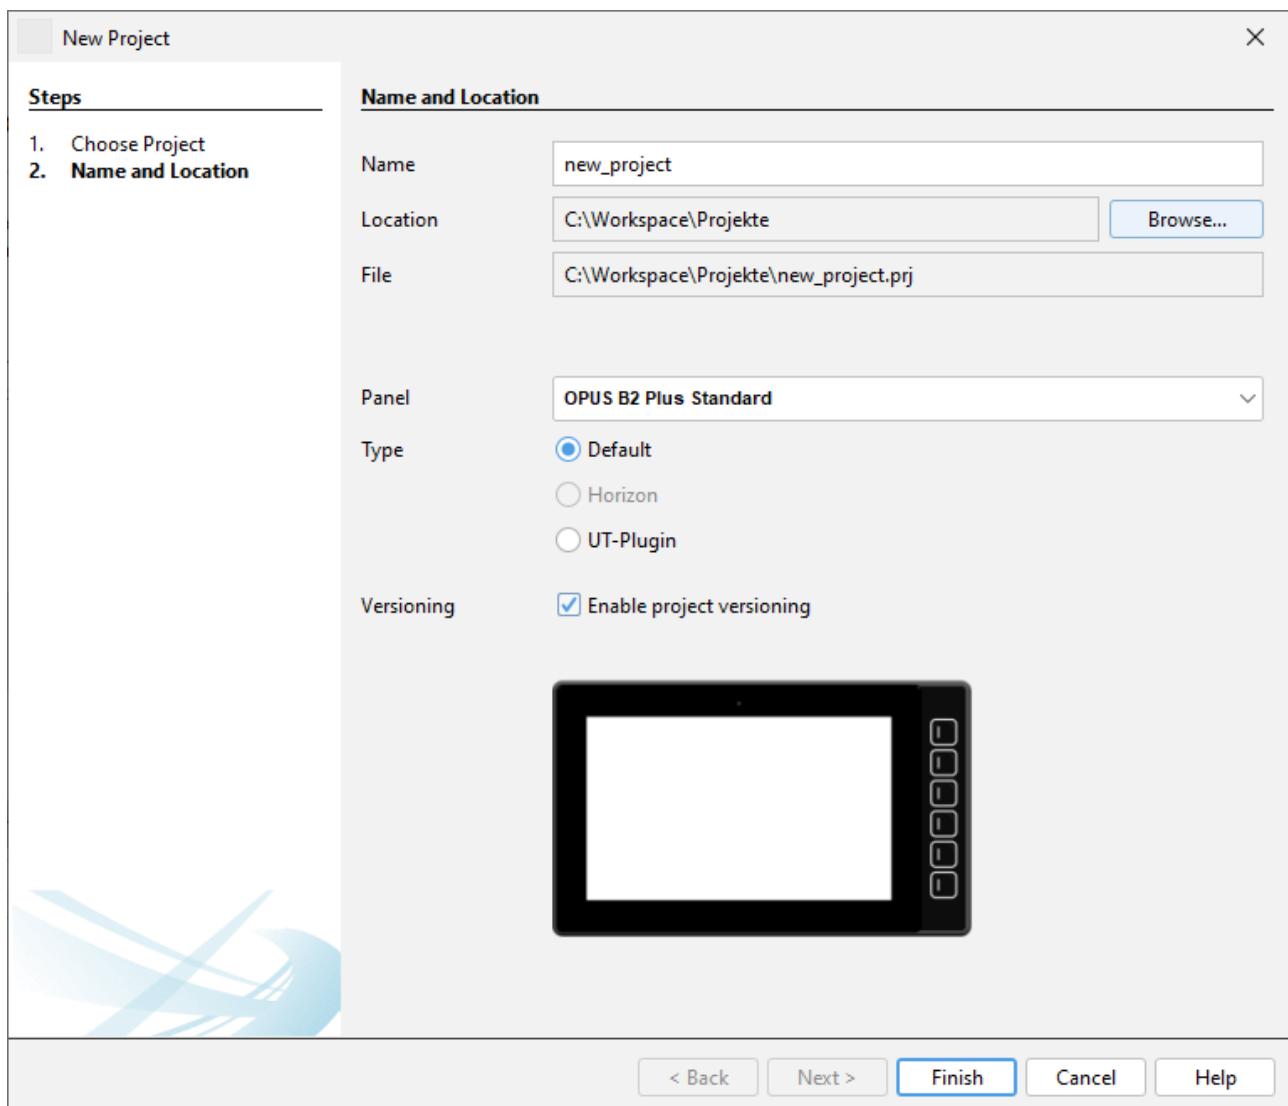 New Project
Steps
1. Choose Project
2. Name and Location
Name and Location
Name new_project
Location C:\Workspace\Projekte Browse...
File C:\Workspace\Projekte\new_project.prj
Panel OPUS B2 Plus Standard
Type Default
Horizon
UT-Plugin
Versioning Enable project versioning
< Back Next > Finish Cancel Help